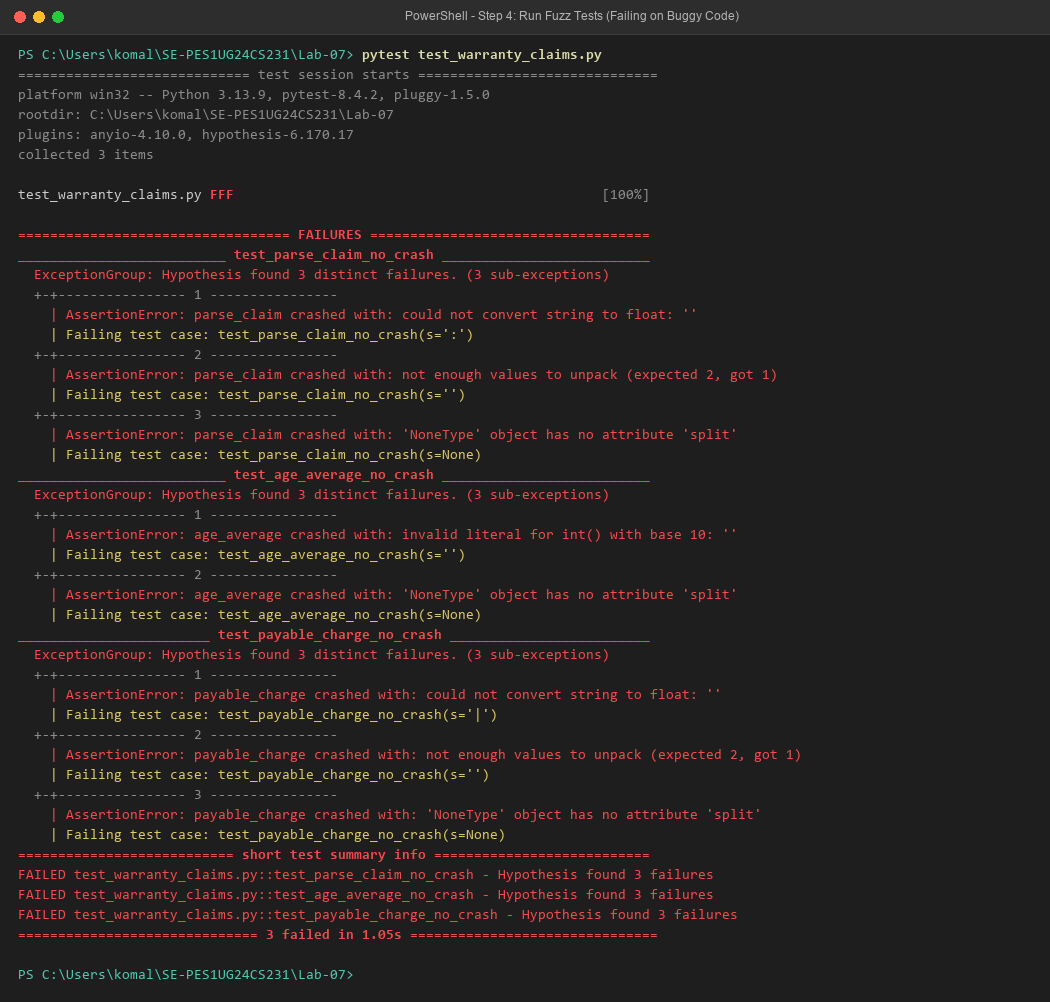 PowerShell - Step 4: Run Fuzz Tests (Failing on Buggy Code)
PS C:\Users\komal\SE-PES1UG24CS231\Lab-07> pytest test_warranty_claims.py
============================= test session starts ==============================
platform win32 -- Python 3.13.9, pytest-8.4.2, pluggy-1.5.0
rootdir: C:\Users\komal\SE-PES1UG24CS231\Lab-07
plugins: anyio-4.10.0, hypothesis-6.170.17
collected 3 items
test_warranty_claims.py FFF [100%]
================================== FAILURES ===================================
__________________________ test_parse_claim_no_crash __________________________
ExceptionGroup: Hypothesis found 3 distinct failures. (3 sub-exceptions)
+-+---------------- 1 ----------------
| AssertionError: parse_claim crashed with: could not convert string to float: ''
| Failing test case: test_parse_claim_no_crash(s=':')
+-+---------------- 2 ----------------
| AssertionError: parse_claim crashed with: not enough values to unpack (expected 2, got 1)
| Failing test case: test_parse_claim_no_crash(s='')
+-+---------------- 3 ----------------
| AssertionError: parse_claim crashed with: 'NoneType' object has no attribute 'split'
| Failing test case: test_parse_claim_no_crash(s=None)
__________________________ test_age_average_no_crash __________________________
ExceptionGroup: Hypothesis found 3 distinct failures. (3 sub-exceptions)
+-+---------------- 1 ----------------
| AssertionError: age_average crashed with: invalid literal for int() with base 10: ''
| Failing test case: test_age_average_no_crash(s='')
+-+---------------- 2 ----------------
| AssertionError: age_average crashed with: 'NoneType' object has no attribute 'split'
| Failing test case: test_age_average_no_crash(s=None)
________________________ test_payable_charge_no_crash _________________________
ExceptionGroup: Hypothesis found 3 distinct failures. (3 sub-exceptions)
+-+---------------- 1 ----------------
| AssertionError: payable_charge crashed with: could not convert string to float: ''
| Failing test case: test_payable_charge_no_crash(s='|')
+-+---------------- 2 ----------------
| AssertionError: payable_charge crashed with: not enough values to unpack (expected 2, got 1)
| Failing test case: test_payable_charge_no_crash(s='')
+-+---------------- 3 ----------------
| AssertionError: payable_charge crashed with: 'NoneType' object has no attribute 'split'
| Failing test case: test_payable_charge_no_crash(s=None)
=========================== short test summary info ===========================
FAILED test_warranty_claims.py::test_parse_claim_no_crash - Hypothesis found 3 failures
FAILED test_warranty_claims.py::test_age_average_no_crash - Hypothesis found 3 failures
FAILED test_warranty_claims.py::test_payable_charge_no_crash - Hypothesis found 3 failures
============================== 3 failed in 1.05s ===============================
PS C:\Users\komal\SE-PES1UG24CS231\Lab-07>